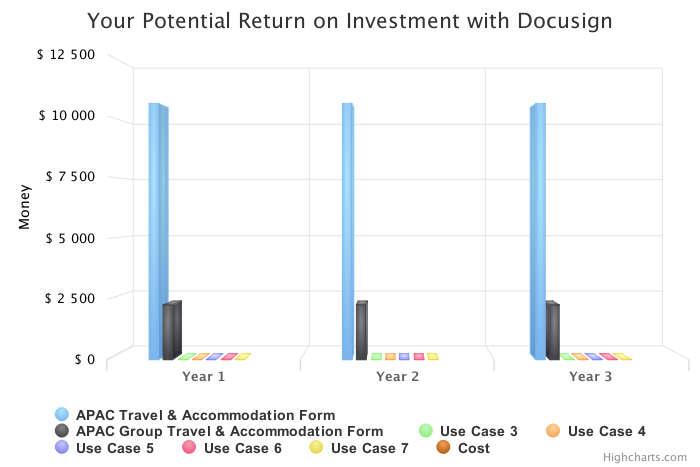 Your Potential Return on Investment with Docusign
$ 12 500
$ 10 000
$ 7 500
$ 5 000
$ 2 500
$ 0
Money
Year 1
Year 2
Year 3
APAC Travel & Accommodation Form
APAC Group Travel & Accommodation Form Use Case 3 Use Case 4
Use Case 5 Use Case 6 Use Case 7 Cost
Highcharts.com